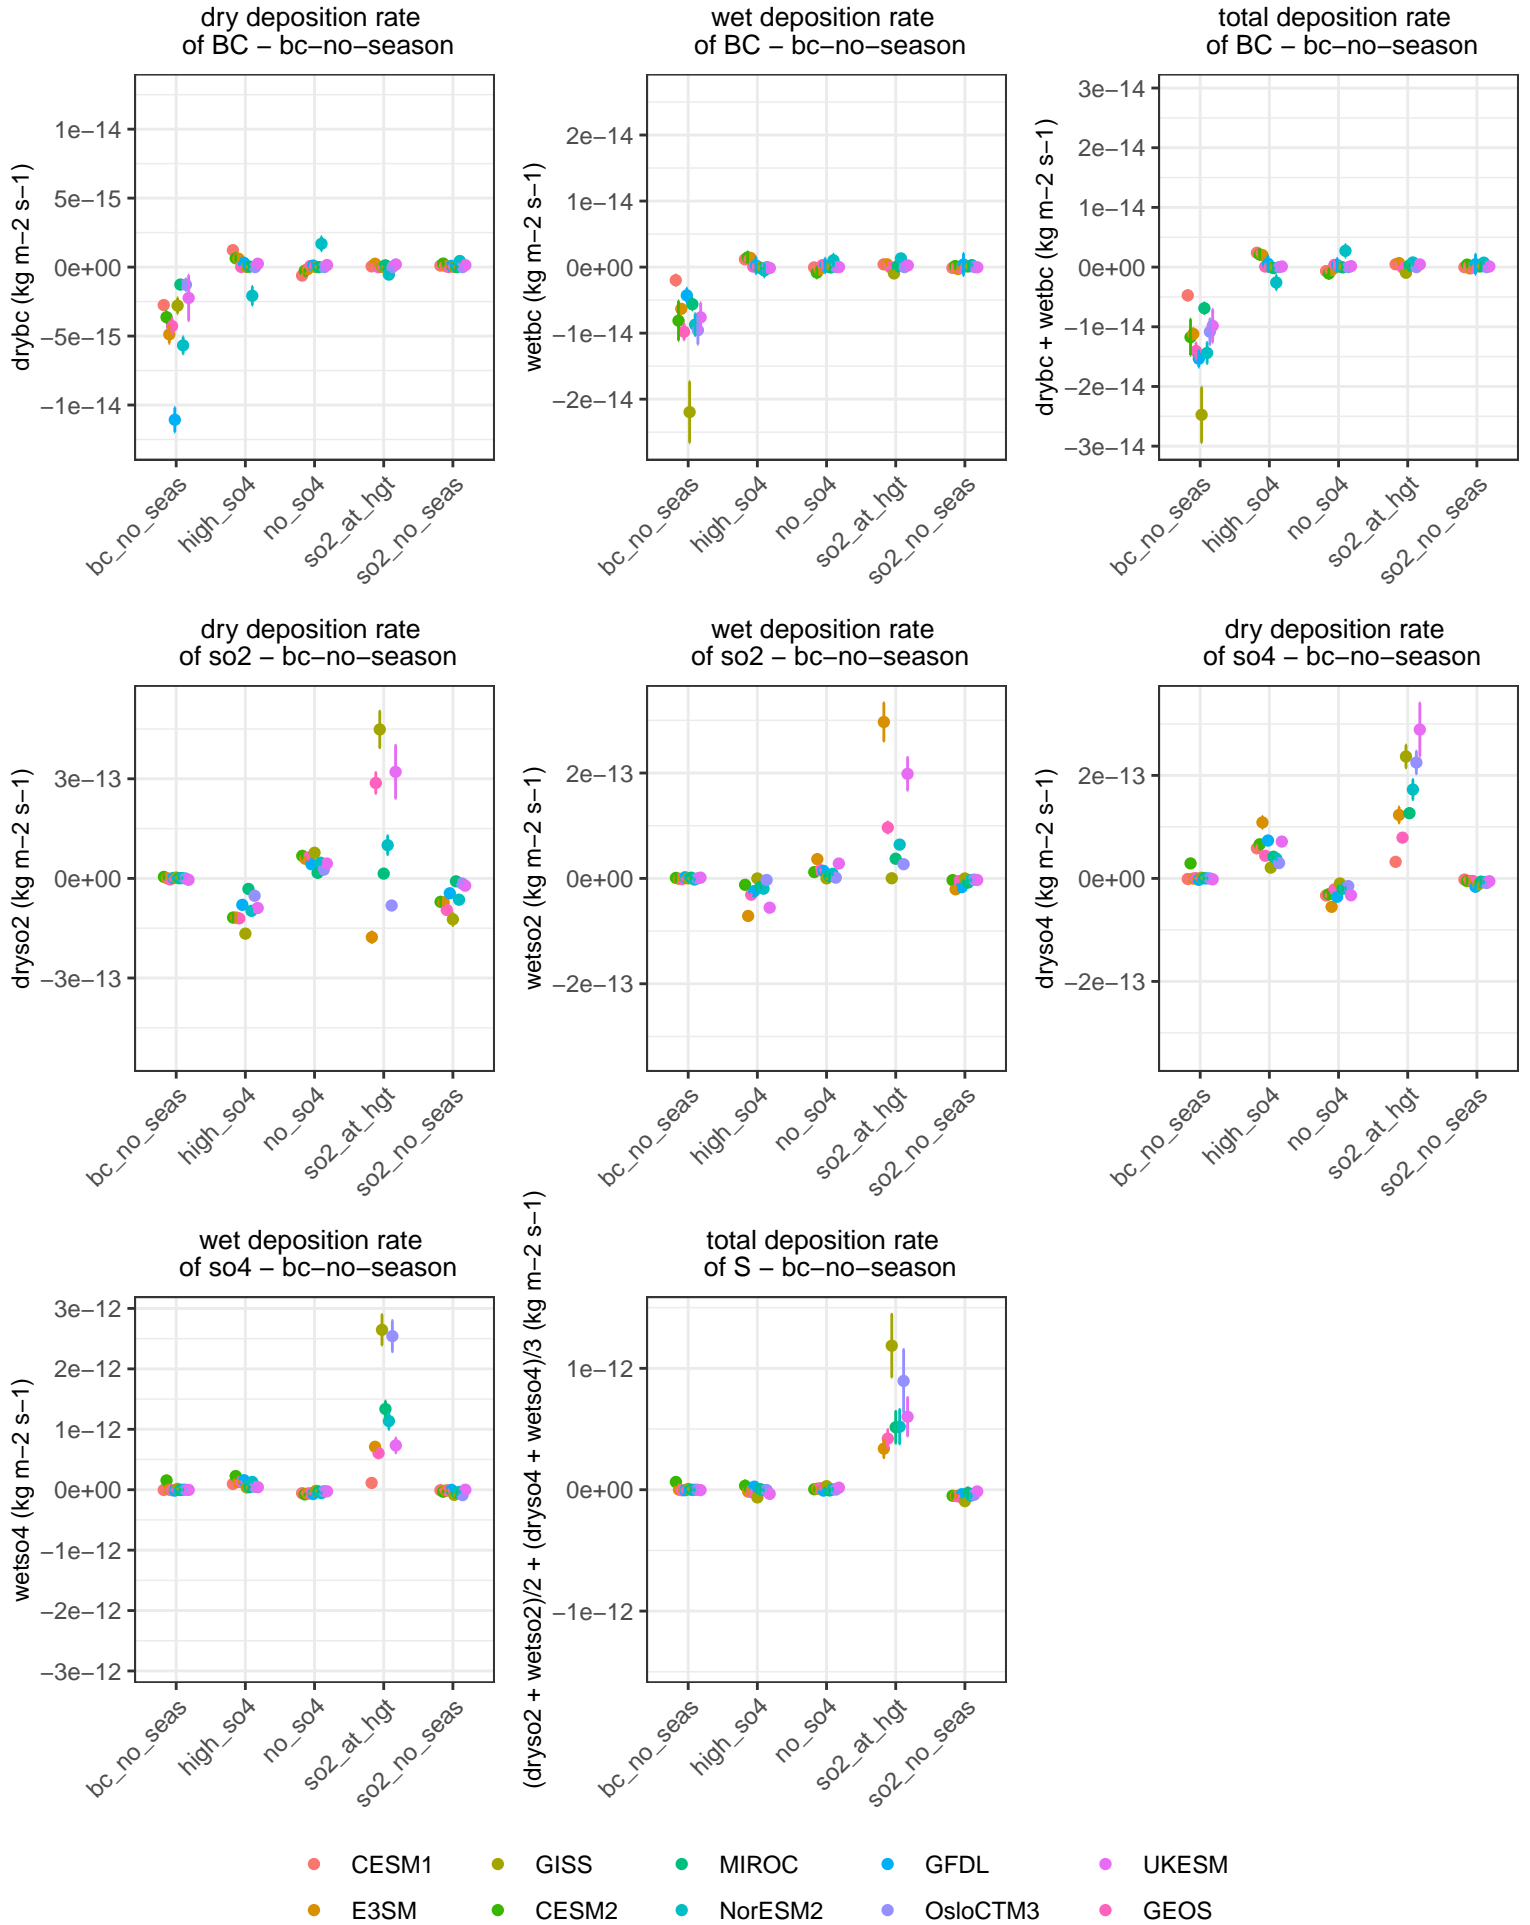 dry deposition rate
of BC − bc−no−season
drybc (kg m−2 s−1)
1e−14
5e−15
0e+00
−5e−15
−1e−14
bc_no_seas
high_so4
no_so4
so2_at_hgt
so2_no_seas
wet deposition rate
of BC − bc−no−season
wetbc (kg m−2 s−1)
2e−14
1e−14
0e+00
−1e−14
−2e−14
bc_no_seas
high_so4
no_so4
so2_at_hgt
so2_no_seas
total deposition rate
of BC − bc−no−season
drybc + wetbc (kg m−2 s−1)
3e−14
2e−14
1e−14
0e+00
−1e−14
−2e−14
−3e−14
bc_no_seas
high_so4
no_so4
so2_at_hgt
so2_no_seas
dry deposition rate
of so2 − bc−no−season
dryso2 (kg m−2 s−1)
3e−13
0e+00
−3e−13
bc_no_seas
high_so4
no_so4
so2_at_hgt
so2_no_seas
wet deposition rate
of so2 − bc−no−season
wetso2 (kg m−2 s−1)
2e−13
0e+00
−2e−13
bc_no_seas
high_so4
no_so4
so2_at_hgt
so2_no_seas
dry deposition rate
of so4 − bc−no−season
dryso4 (kg m−2 s−1)
2e−13
0e+00
−2e−13
bc_no_seas
high_so4
no_so4
so2_at_hgt
so2_no_seas
wet deposition rate
of so4 − bc−no−season
wetso4 (kg m−2 s−1)
3e−12
2e−12
1e−12
0e+00
−1e−12
−2e−12
−3e−12
bc_no_seas
high_so4
no_so4
so2_at_hgt
so2_no_seas
total deposition rate
of S − bc−no−season
(dryso2 + wetso2)/2 + (dryso4 + wetso4)/3 (kg m−2 s−1)
1e−12
0e+00
−1e−12
bc_no_seas
high_so4
no_so4
so2_at_hgt
so2_no_seas
CESM1
GISS
MIROC
GFDL
UKESM
E3SM
CESM2
NorESM2
OsloCTM3
GEOS